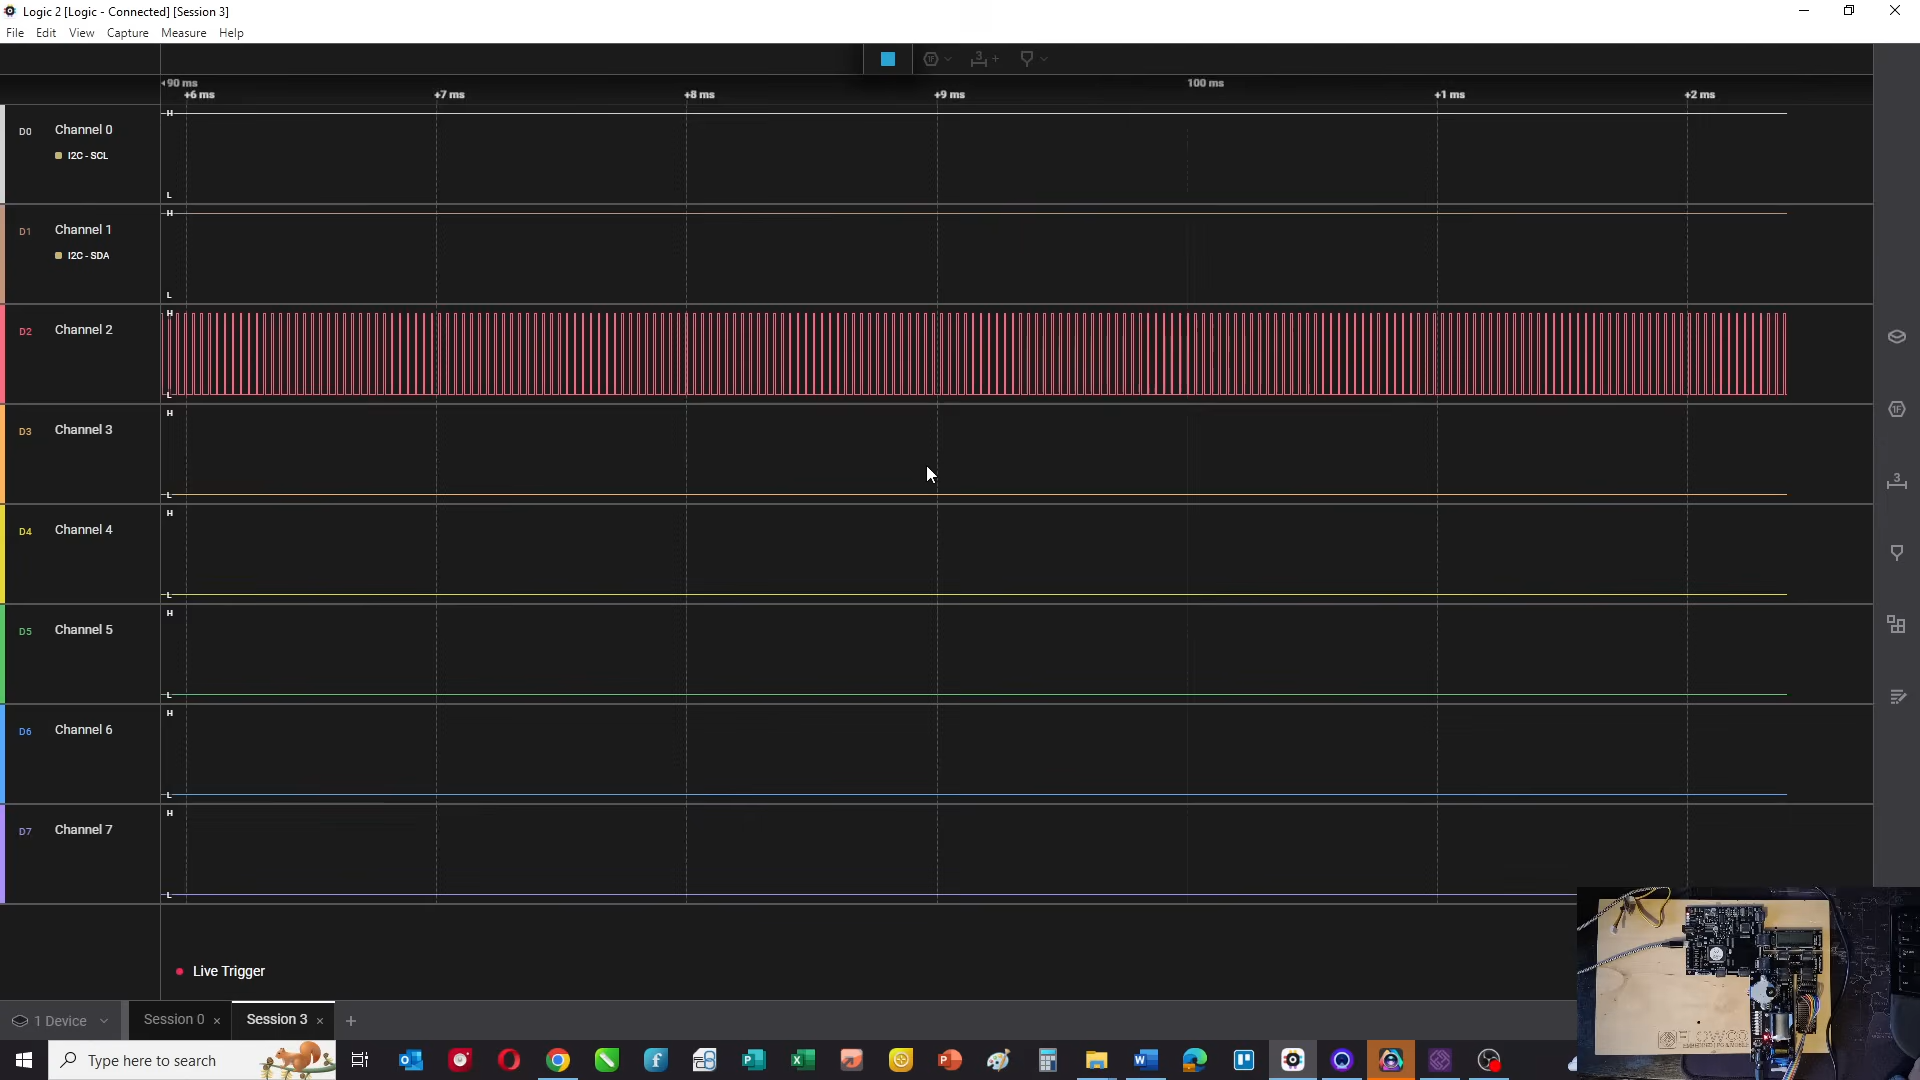 Logic 2 [Logic - Connected] [Session 3]
File Edit View Capture Measure Help
90 ms
100 ms
+6 ms +7 ms +8 ms +9 ms +1 ms +2 ms
D0 Channel 0
I2C - SCL
H
L
D1 Channel 1
I2C - SDA
H
L
D2 Channel 2
H
L
D3 Channel 3
H
L
D4 Channel 4
H
L
D5 Channel 5
H
L
D6 Channel 6
H
L
D7 Channel 7
H
L
Live Trigger
1 Device Session 0 × Session 3 × +
Type here to search